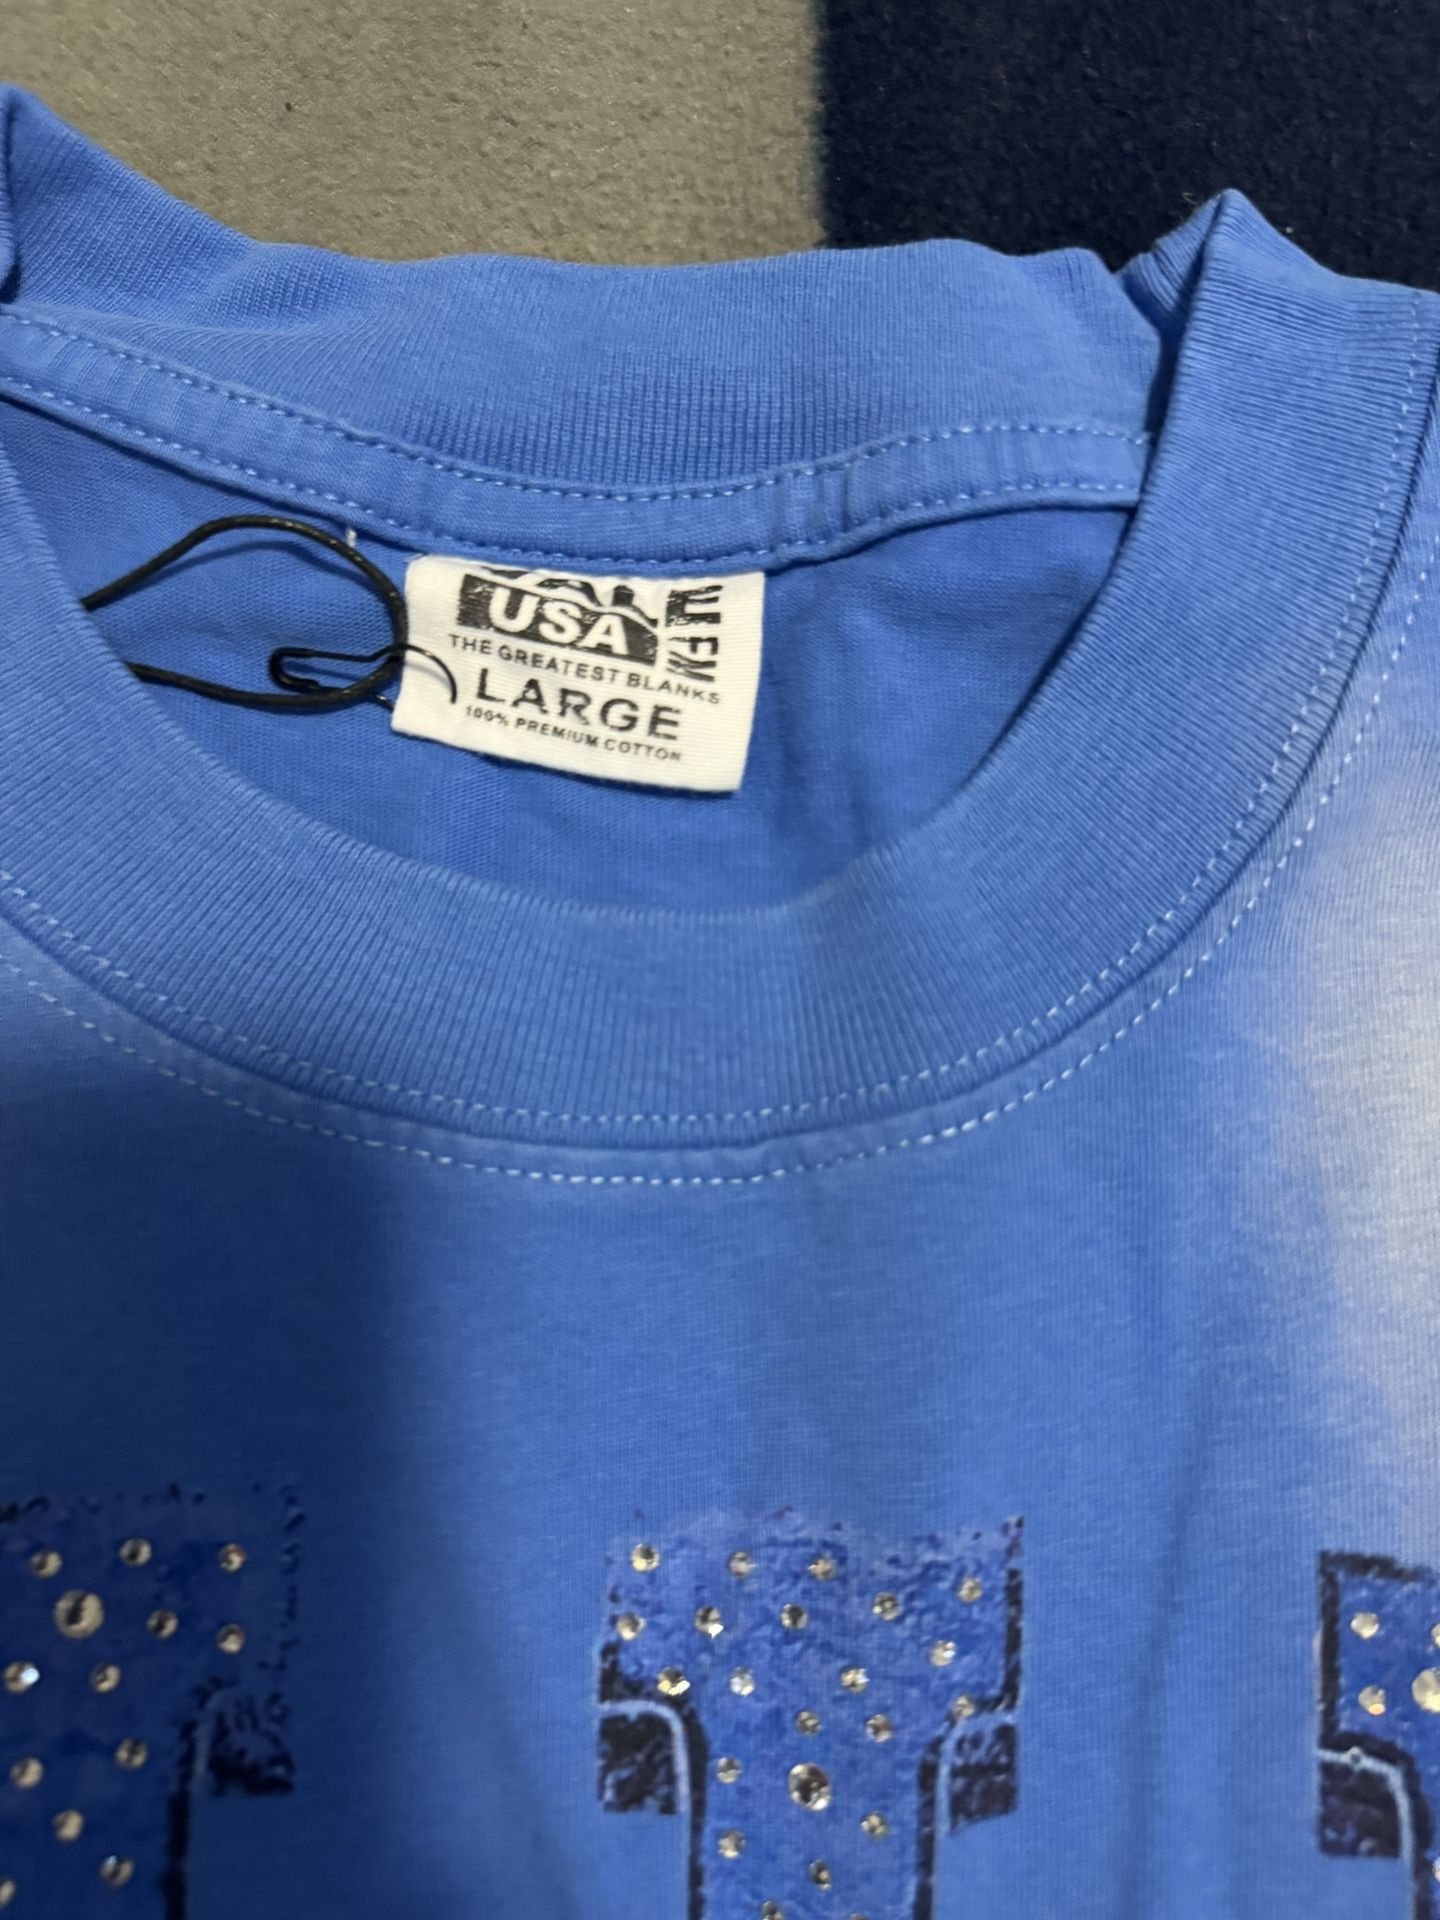 USA
THE GREATEST BLANKS
LARGE
100% PREMIUM COTTON